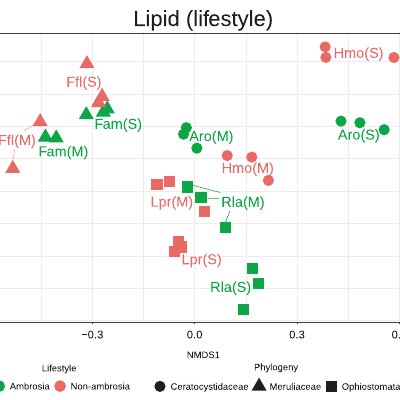 Lipid (lifestyle)
Hmo(S)
Ffl(S)
Fam(S)
Ffl(M)
Fam(M)
Aro(M)
Aro(S)
Hmo(M)
Lpr(M)
Rla(M)
Lpr(S)
Rla(S)
−0.3
0.0
0.3
NMDS1
Lifestyle
Phylogeny
Ambrosia
Non-ambrosia
Ceratocystidaceae
Meruliaceae
Ophiostomata